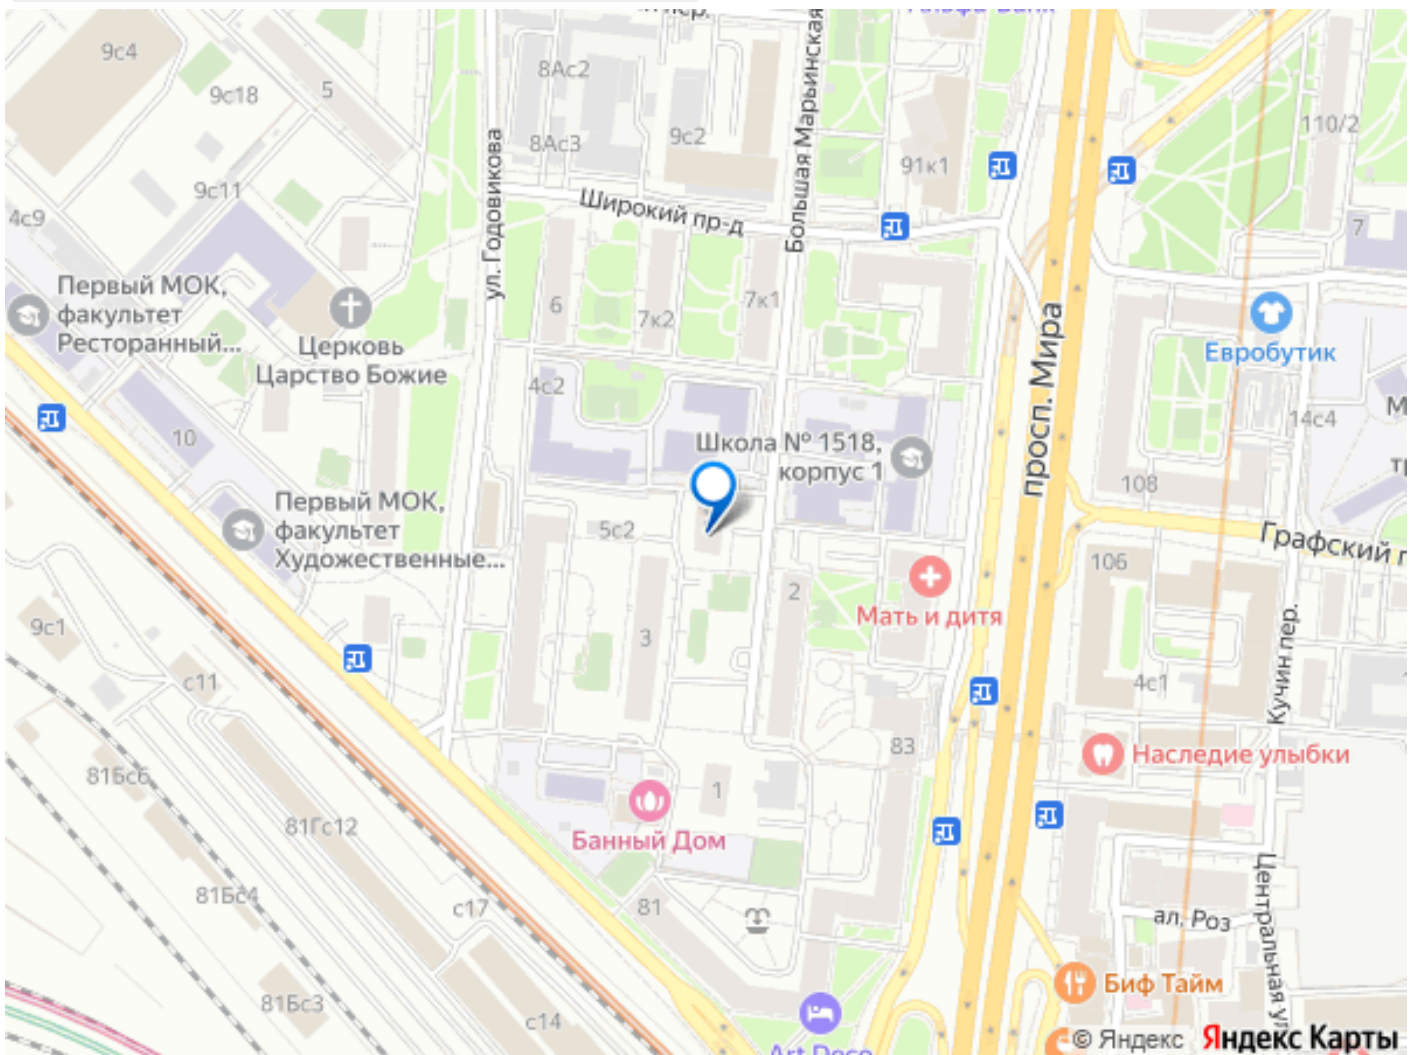 9с4
9с18
5
8Ас2
8Ас3
9с2
Большая Марьинская
91к1
110/2
9с11
4с9
ул. Годовикова
Широкий пр-д
7
Первый МОК,
факультет
Ресторанный...
Церковь
Царство Божие
6
7к2
7к1
просп. Мира
Евробутик
4с2
10
Школа № 1518,
корпус 1
14с4
108
Первый МОК,
факультет
Художественные...
5с2
Графский
106
2
Мать и дитя
9с1
3
с11
4с1
Кучин пер.
83
Наследие улыбки
81Бс6
1
81Гс12
Банный Дом
81Бс4
с17
81
ал. Роз
Центральная ул
81Бс3
с14
Биф Тайм
Art Deco
© Яндекс Яндекс Карты